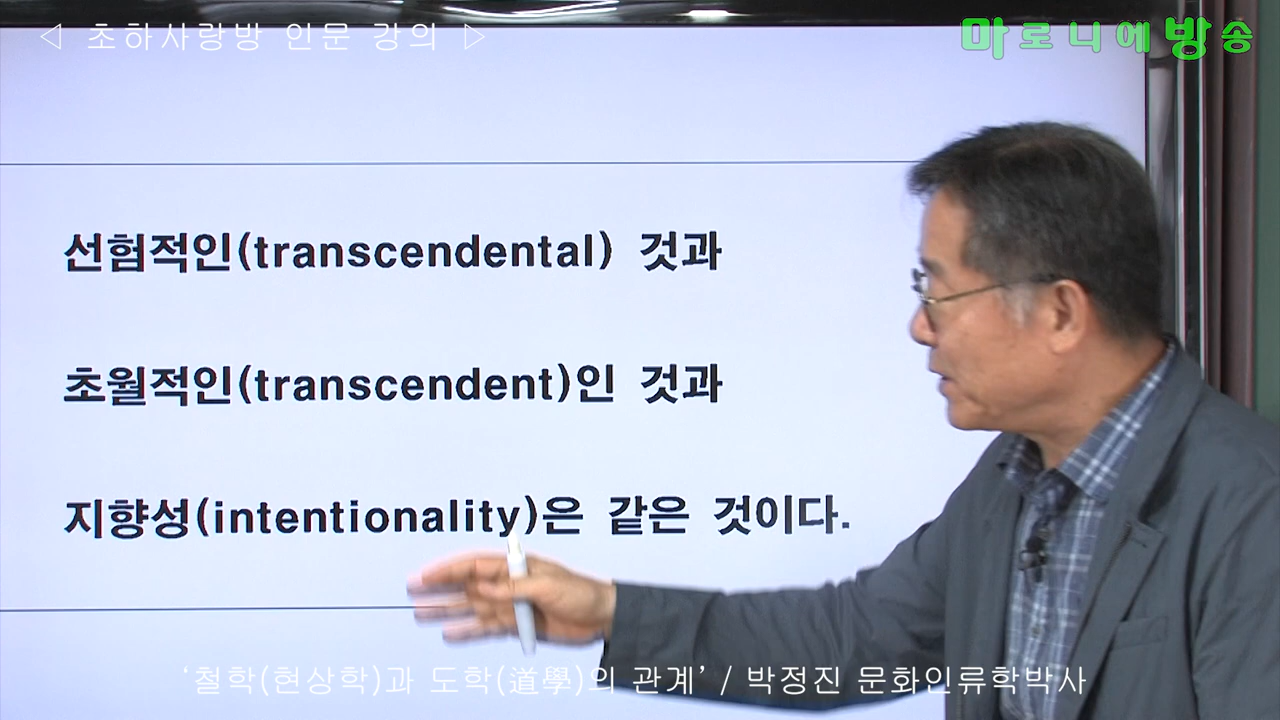 ◁ 초하사랑방 인문 강의 ▷
마로니에방송
선험적인(transcendental) 것과
초월적인(transcendent)인 것과
지향성(intentionality)은 같은 것이다.
‘철학(현상학)과 도학(道學)의 관계’ / 박정진 문화인류학박사